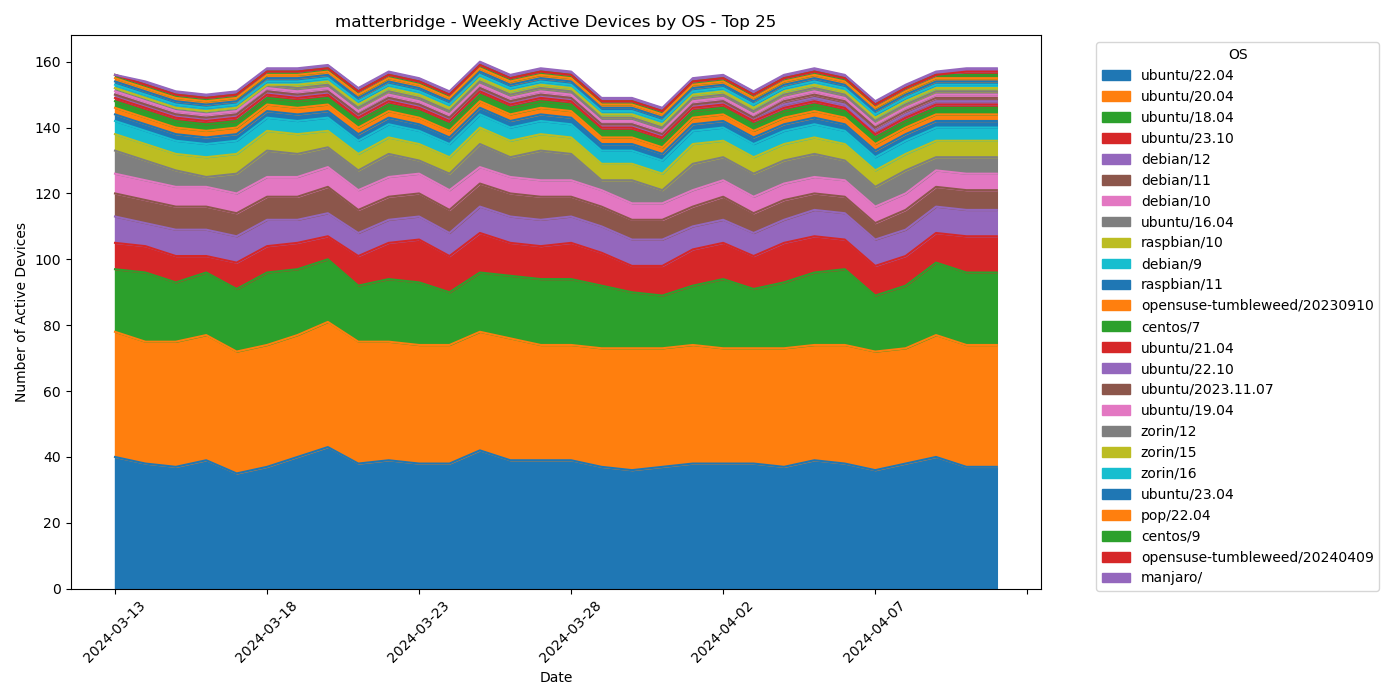 matterbridge - Weekly Active Devices by OS - Top 25
Number of Active Devices
160
140
120
100
80
60
40
20
0
2024-03-13
2024-03-18
2024-03-23
2024-03-28
2024-04-02
2024-04-07
Date
OS
ubuntu/22.04
ubuntu/20.04
ubuntu/18.04
ubuntu/23.10
debian/12
debian/11
debian/10
ubuntu/16.04
raspbian/10
debian/9
raspbian/11
opensuse-tumbleweed/20230910
centos/7
ubuntu/21.04
ubuntu/22.10
ubuntu/2023.11.07
ubuntu/19.04
zorin/12
zorin/15
zorin/16
ubuntu/23.04
pop/22.04
centos/9
opensuse-tumbleweed/20240409
manjaro/